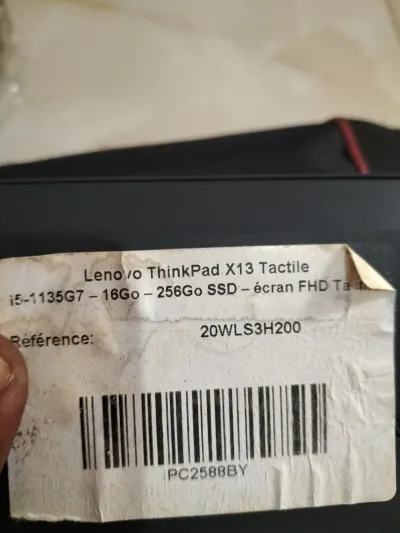 Lenovo ThinkPad X13 Tactile
i5-1135G7 – 16Go – 256Go SSD – écran FHD
Référence: 20WLS3H200
PC2588BY